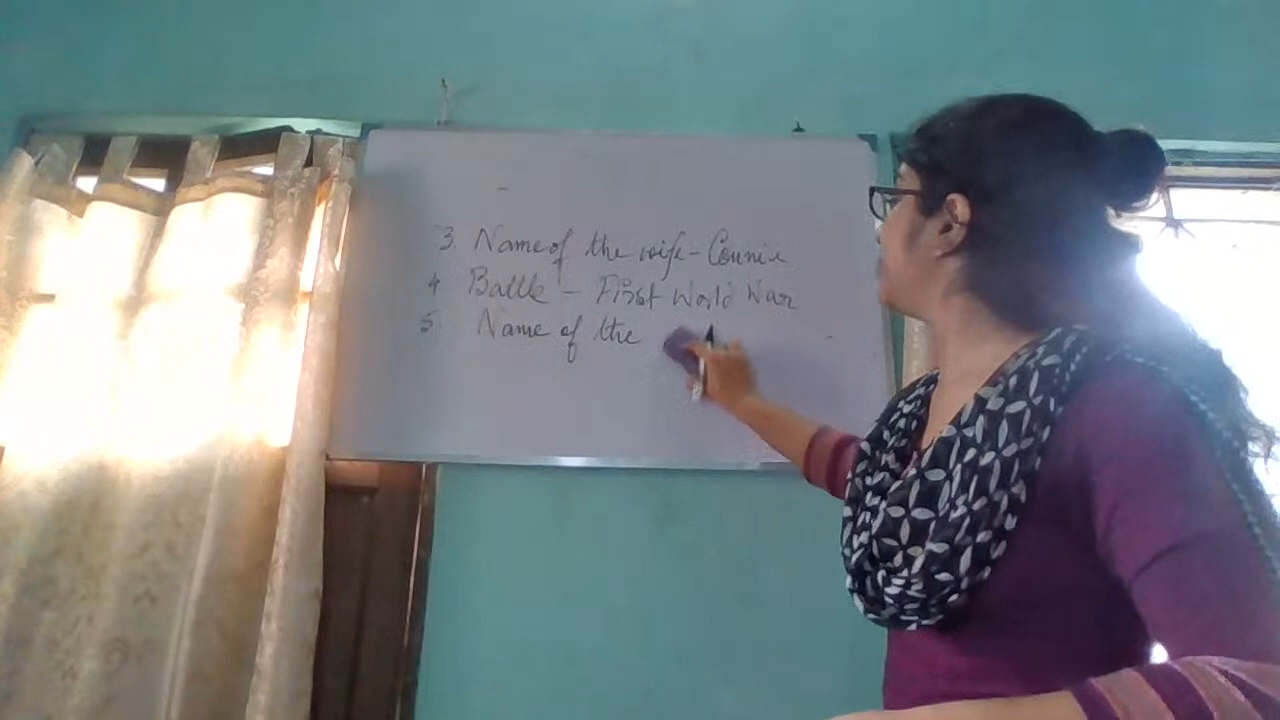 3. Name of the wife - Connie
4 Battle - First World War
5. Name of the